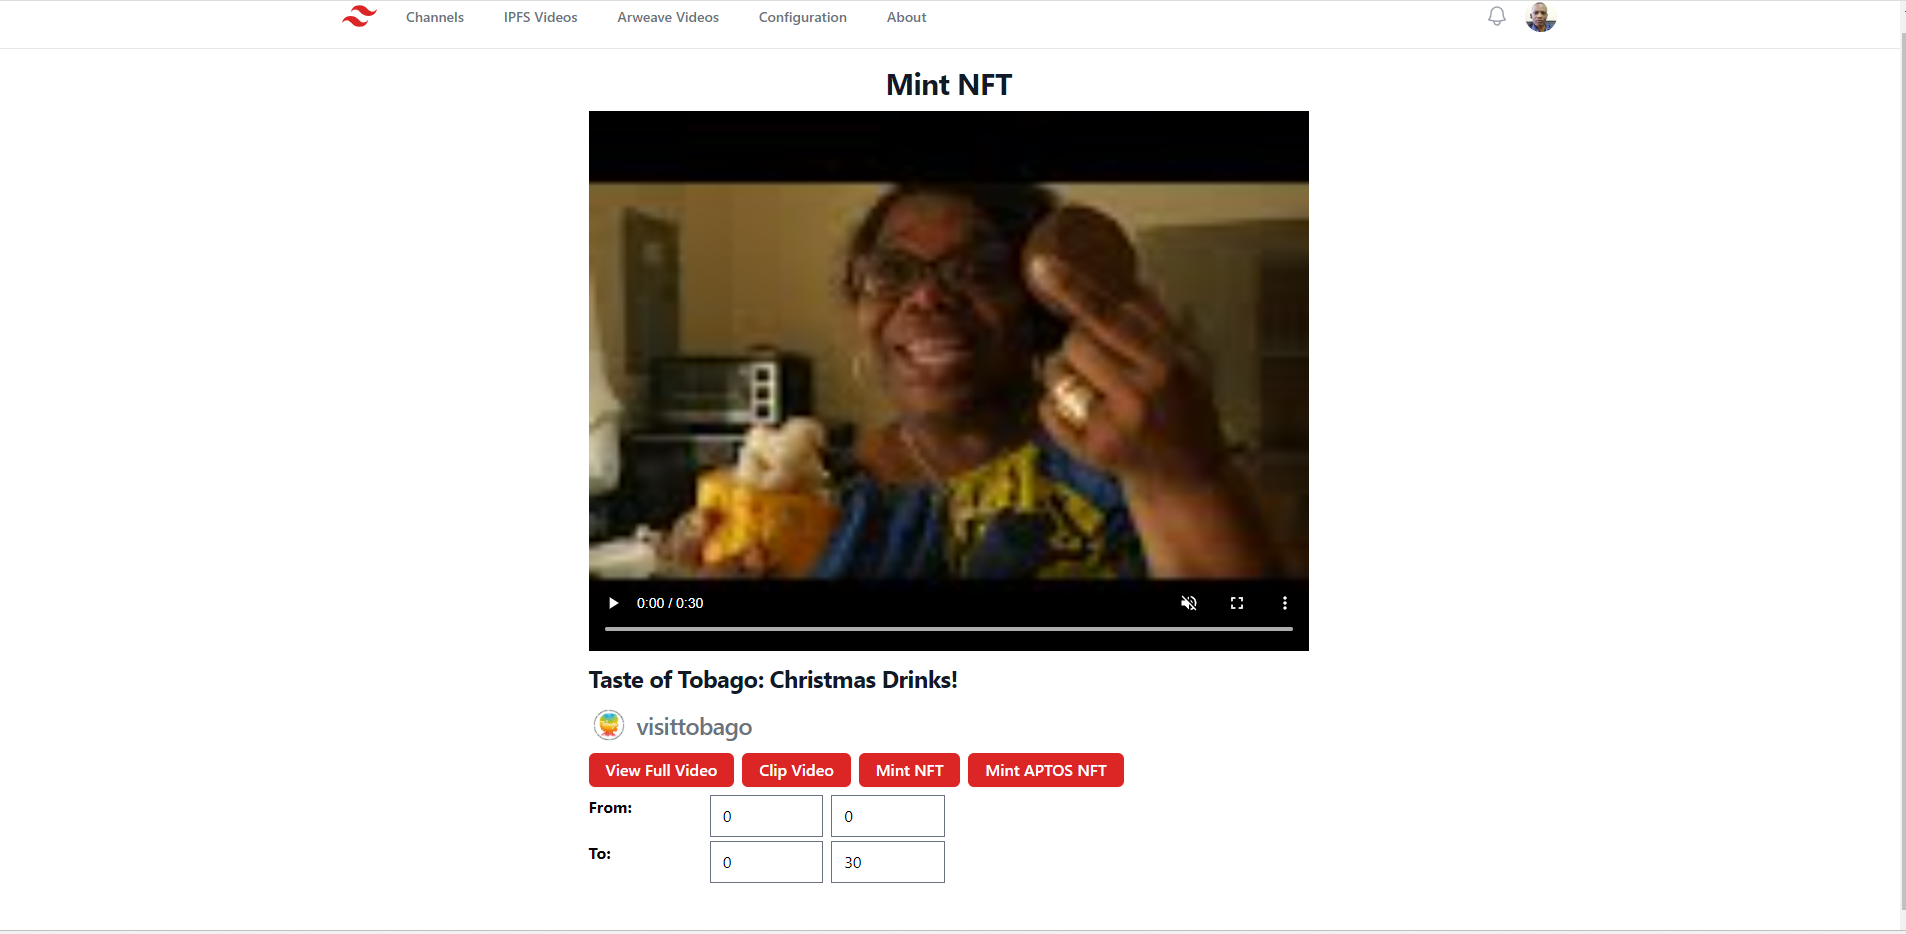 Channels IPFS Videos Arweave Videos Configuration About
Mint NFT
0:00 / 0:30
Taste of Tobago: Christmas Drinks!
visittobago
View Full Video Clip Video Mint NFT Mint APTOS NFT
From: 0 0
To: 0 30